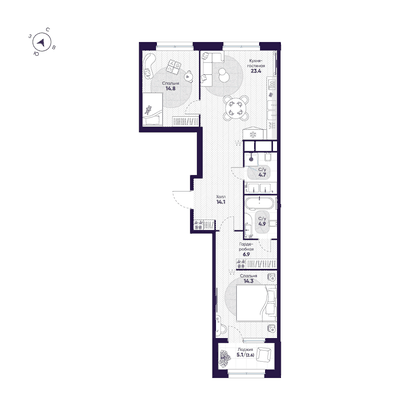 С
З
В
Ю
Спальня
14.8
Кухня-
гостиная
23.4
С/у
4.7
Холл
14.1
С/у
4.9
Гарде-
робная
6.9
Спальня
14.3
Лоджия
5.1/(2.6)